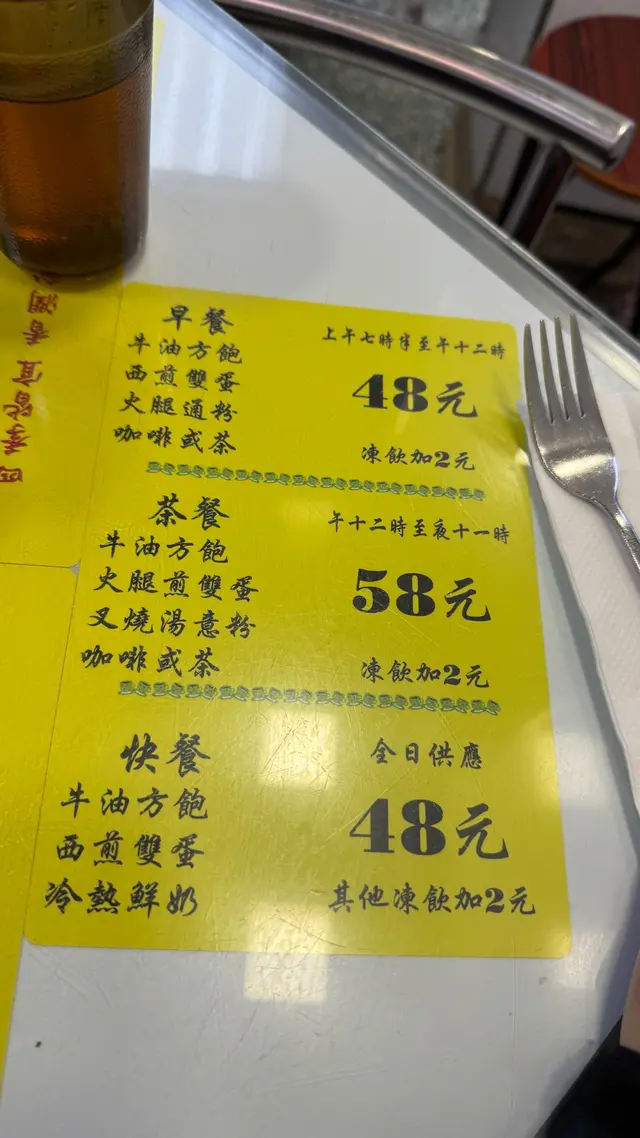 早餐
上午七時半至午十二時
牛油方飽
西煎雙蛋
48元
火腿通粉
咖啡或茶
凍飲加2元
茶餐
午十二時至夜十一時
牛油方飽
火腿煎雙蛋
58元
叉燒湯意粉
咖啡或茶
凍飲加2元
快餐
全日供應
牛油方飽
48元
西煎雙蛋
冷熱鮮奶
其他凍飲加2元
四季皆宜 香